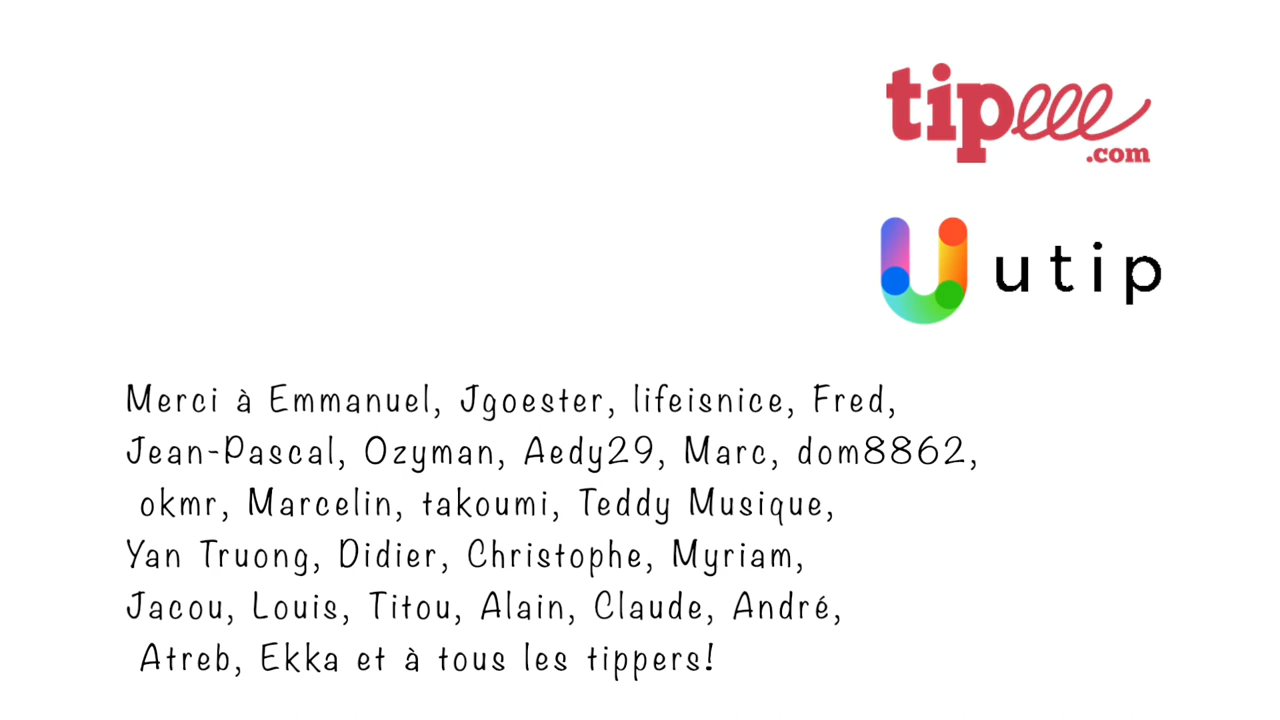 tipeee
.com
utip
Merci à Emmanuel, Jgoester, lifeisnice, Fred,
Jean-Pascal, Ozyman, Aedy29, Marc, dom8862,
okmr, Marcelin, takoumi, Teddy Musique,
Yan Truong, Didier, Christophe, Myriam,
Jacou, Louis, Titou, Alain, Claude, André,
Atreb, Ekka et à tous les tippers!